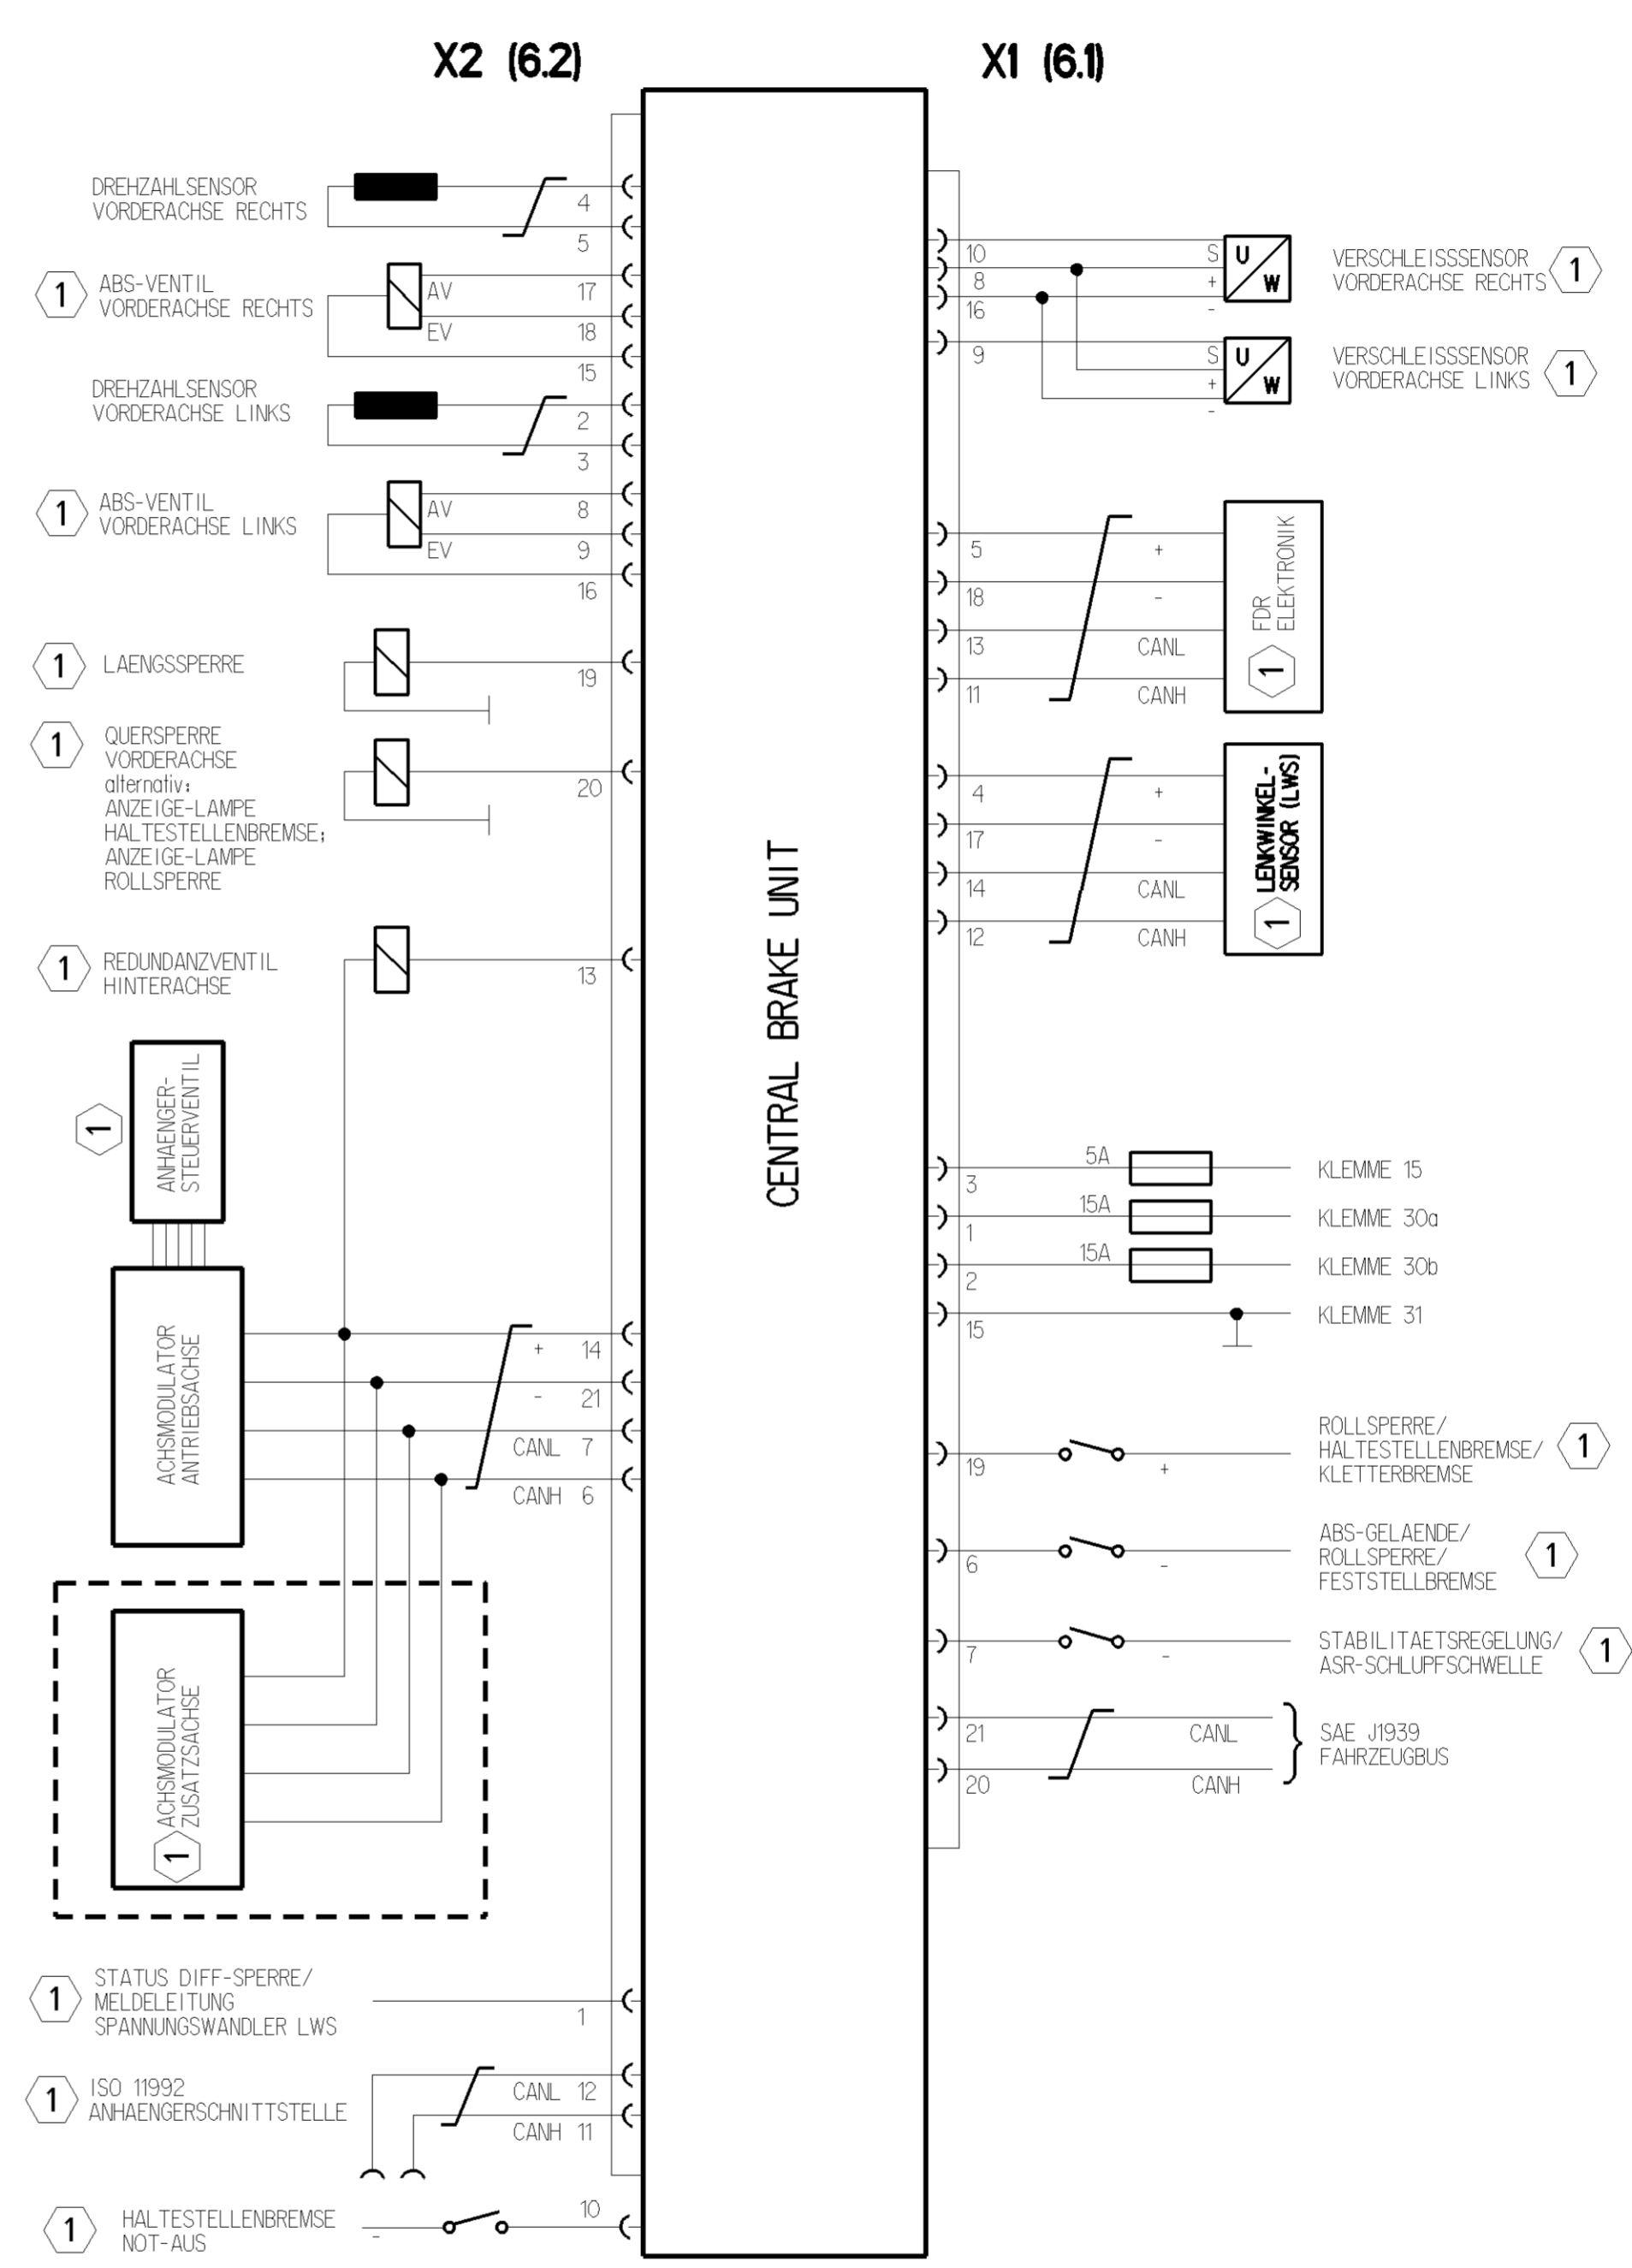 X2 (6.2)
X1 (6.1)
CENTRAL BRAKE UNIT
DREHZAHLSENSOR
VORDERACHSE RECHTS
4
5
1
ABS-VENTIL
VORDERACHSE RECHTS
AV
EV
17
18
15
DREHZAHLSENSOR
VORDERACHSE LINKS
2
3
1
ABS-VENTIL
VORDERACHSE LINKS
AV
EV
8
9
16
1
LAENGSSPERRE
19
1
QUERSPERRE
VORDERACHSE
alternativ:
ANZEIGE-LAMPE
HALTESTELLENBREMSE;
ANZEIGE-LAMPE
ROLLSPERRE
20
1
REDUNDANZVENTIL
HINTERACHSE
13
1
ANHAENGER-
STEUERVENTIL
ACHSMODULATOR
ANTRIEBSACHSE
+ 14
- 21
CANL 7
CANH 6
1
ACHSMODULATOR
ZUSATZSACHSE
1
STATUS DIFF-SPERRE/
MELDELEITUNG
SPANNUNGSWANDLER LWS
1
1
ISO 11992
ANHAENGERSCHNITTSTELLE
CANL 12
CANH 11
1
HALTESTELLENBREMSE
NOT-AUS
-
10
10
8
16
9
S
+
-
U
W
VERSCHLEISSSENSOR
VORDERACHSE RECHTS
1
S
+
-
U
W
VERSCHLEISSSENSOR
VORDERACHSE LINKS
1
5 +
18 -
13 CANL
11 CANH
FDR
ELEKTRONIK
1
4 +
17 -
14 CANL
12 CANH
LENKWINKEL-
SENSOR (LWS)
1
3 5A KLEMME 15
1 15A KLEMME 30a
2 15A KLEMME 30b
15 KLEMME 31
19 +
ROLLSPERRE/
HALTESTELLENBREMSE/
KLETTERBREMSE
1
6 -
ABS-GELAENDE/
ROLLSPERRE/
FESTSTELLBREMSE
1
7 -
STABILITAETSREGELUNG/
ASR-SCHLUPFSCHWELLE
1
21 CANL
20 CANH
SAE J1939
FAHRZEUGBUS